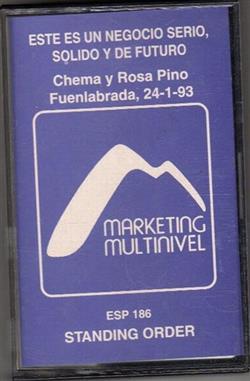 ESTE ES UN NEGOCIO SERIO,
SOLIDO Y DE FUTURO
Chema y Rosa Pino
Fuenlabrada, 24-1-93
MARKETING
MULTINIVEL
ESP 186
STANDING ORDER